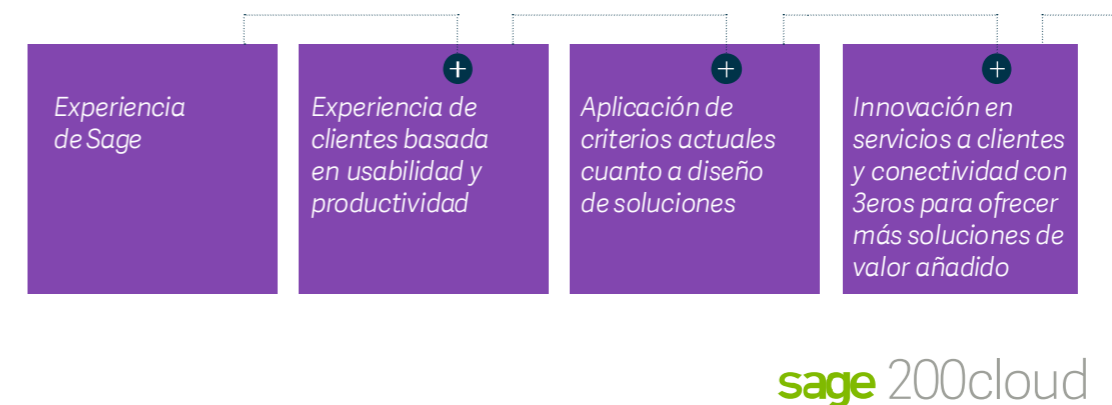 Experiencia
de Sage
+
Experiencia de
clientes basada
en usabilidad y
productividad
+
Aplicación de
criterios actuales
cuanto a diseño
de soluciones
+
Innovación en
servicios a clientes
y conectividad con
3eros para ofrecer
más soluciones de
valor añadido
sage 200cloud